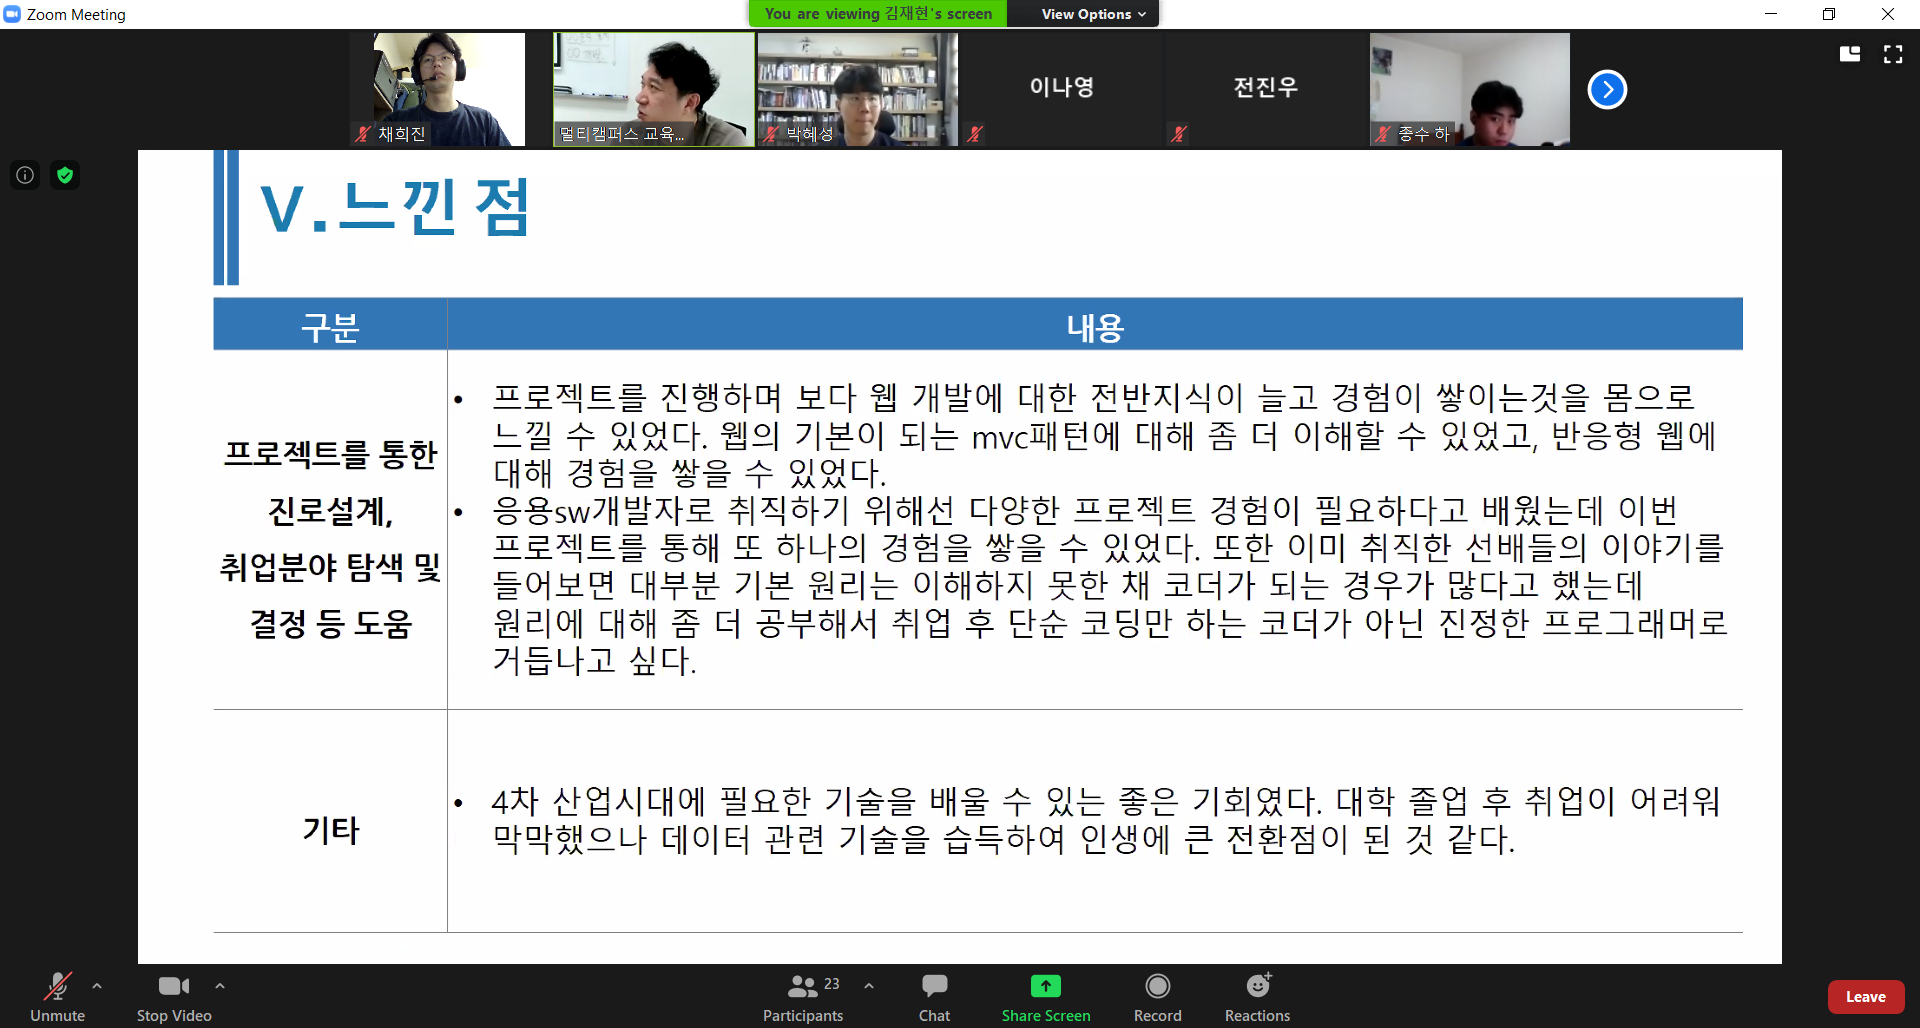 Zoom Meeting
You are viewing 김재현's screen
View Options
채희진
멀티캠퍼스 교육...
박혜성
이나영
전진우
종수 하
V.느낀 점
구분
내용
프로젝트를 통한
진로설계,
취업분야 탐색 및
결정 등 도움
• 프로젝트를 진행하며 보다 웹 개발에 대한 전반지식이 늘고 경험이 쌓이는것을 몸으로
느낄 수 있었다. 웹의 기본이 되는 mvc패턴에 대해 좀 더 이해할 수 있었고, 반응형 웹에
대해 경험을 쌓을 수 있었다.
• 응용sw개발자로 취직하기 위해선 다양한 프로젝트 경험이 필요하다고 배웠는데 이번
프로젝트를 통해 또 하나의 경험을 쌓을 수 있었다. 또한 이미 취직한 선배들의 이야기를
들어보면 대부분 기본 원리는 이해하지 못한 채 코더가 되는 경우가 많다고 했는데
원리에 대해 좀 더 공부해서 취업 후 단순 코딩만 하는 코더가 아닌 진정한 프로그래머로
거듭나고 싶다.
기타
• 4차 산업시대에 필요한 기술을 배울 수 있는 좋은 기회였다. 대학 졸업 후 취업이 어려워
막막했으나 데이터 관련 기술을 습득하여 인생에 큰 전환점이 된 것 같다.
Unmute
Stop Video
23
Participants
Chat
Share Screen
Record
Reactions
Leave